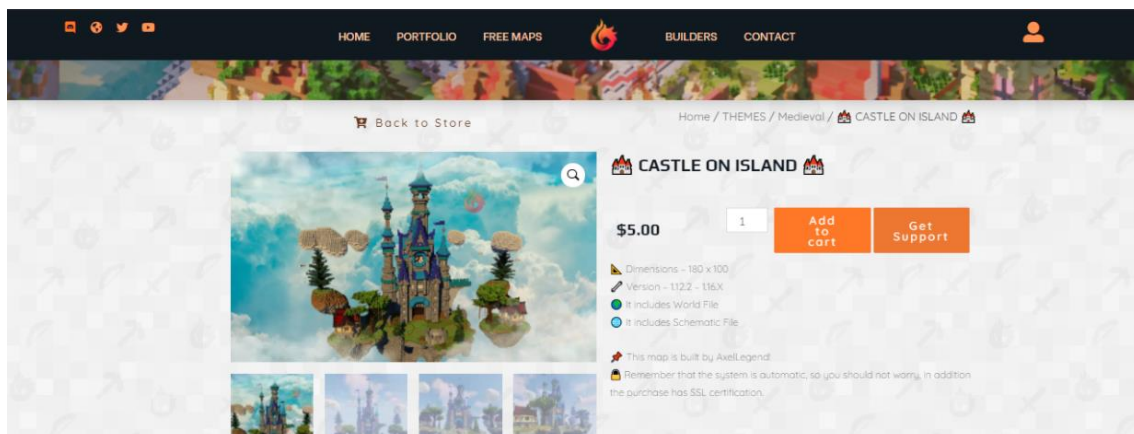 HOME PORTFOLIO FREE MAPS BUILDERS CONTACT
Back to Store
Home / THEMES / Medieval / 🏰 CASTLE ON ISLAND 🏰
🏰 CASTLE ON ISLAND 🏰
$5.00
1
Add
to
cart
Get
Support
📐 Dimensions – 180 x 100
🔗 Version – 1.12.2 – 1.16.X
🌍 It includes World File
🌐 It includes Schematic File
📌 This map is built by AxelLegend!
🔒 Remember that the system is automatic, so you should not worry, in addition
the purchase has SSL certification.